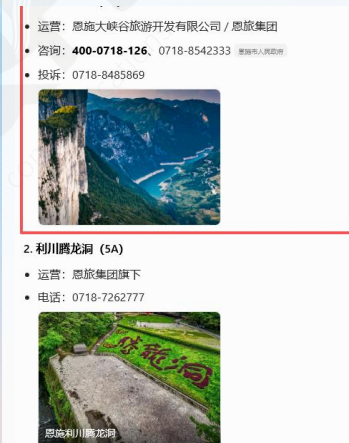 运营：恩施大峡谷旅游开发有限公司 / 恩旅集团
咨询：400-0718-126、0718-8542333 恩施市人民政府
投诉：0718-8485869
2. 利川腾龙洞（5A）
运营：恩旅集团旗下
电话：0718-7262777
腾龙洞
恩施利川腾龙洞